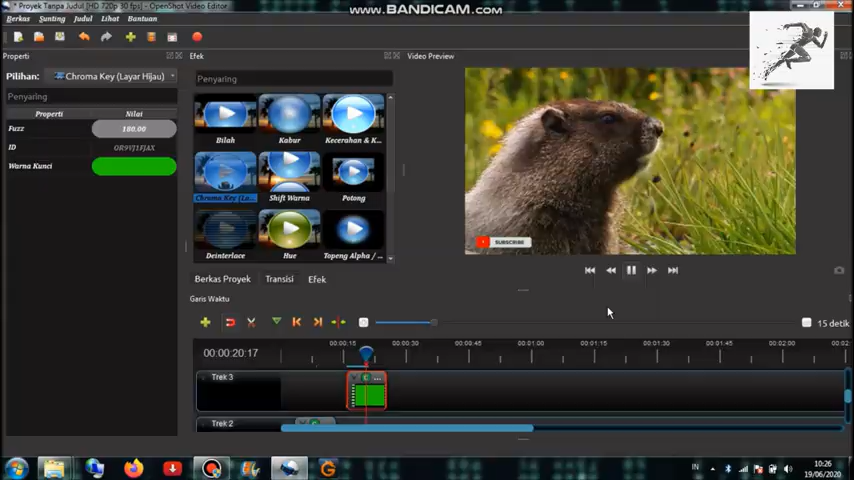 * Proyek Tanpa Judul [HD 720p 30 fps] - OpenShot Video Editor
www.BANDICAM.com
Berkas Sunting Judul Lihat Bantuan
Properti
Efek
Video Preview
Pilihan: Chroma Key (Layar Hijau)
Penyaring
Penyaring
Properti Nilai
Fuzz 180.00
ID OR9VJ1FJAX
Warna Kunci
Bilah Kabur Kecerahan & K...
Chroma Key (La... Shift Warna Potong
Deinterlace Hue Topeng Alpha / ...
SUBSCRIBE
Berkas Proyek Transisi Efek
Garis Waktu
15 detik
00:00:20:17
00:00:15 00:00:30 00:00:45 00:01:00 00:01:15 00:01:30 00:01:45 00:02:00 00:02
Trek 3
...
Trek 2
IN
10:26
19/06/2020